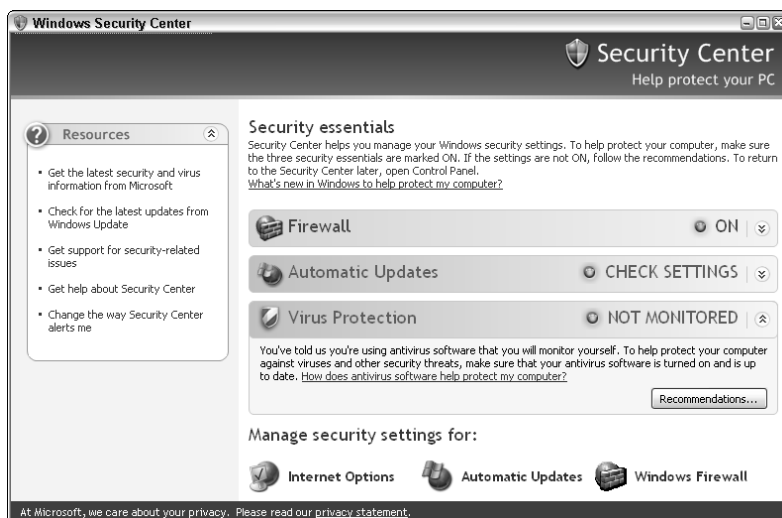 Windows Security Center
Security Center
Help protect your PC
Resources
Get the latest security and virus
information from Microsoft
Check for the latest updates from
Windows Update
Get support for security-related
issues
Get help about Security Center
Change the way Security Center
alerts me
Security essentials
Security Center helps you manage your Windows security settings. To help protect your computer, make sure
the three security essentials are marked ON. If the settings are not ON, follow the recommendations. To return
to the Security Center later, open Control Panel.
What's new in Windows to help protect my computer?
Firewall
ON
Automatic Updates
CHECK SETTINGS
Virus Protection
NOT MONITORED
You've told us you're using antivirus software that you will monitor yourself. To help protect your computer
against viruses and other security threats, make sure that your antivirus software is turned on and is up
to date. How does antivirus software help protect my computer?
Recommendations...
Manage security settings for:
Internet Options
Automatic Updates
Windows Firewall
At Microsoft, we care about your privacy. Please read our privacy statement.